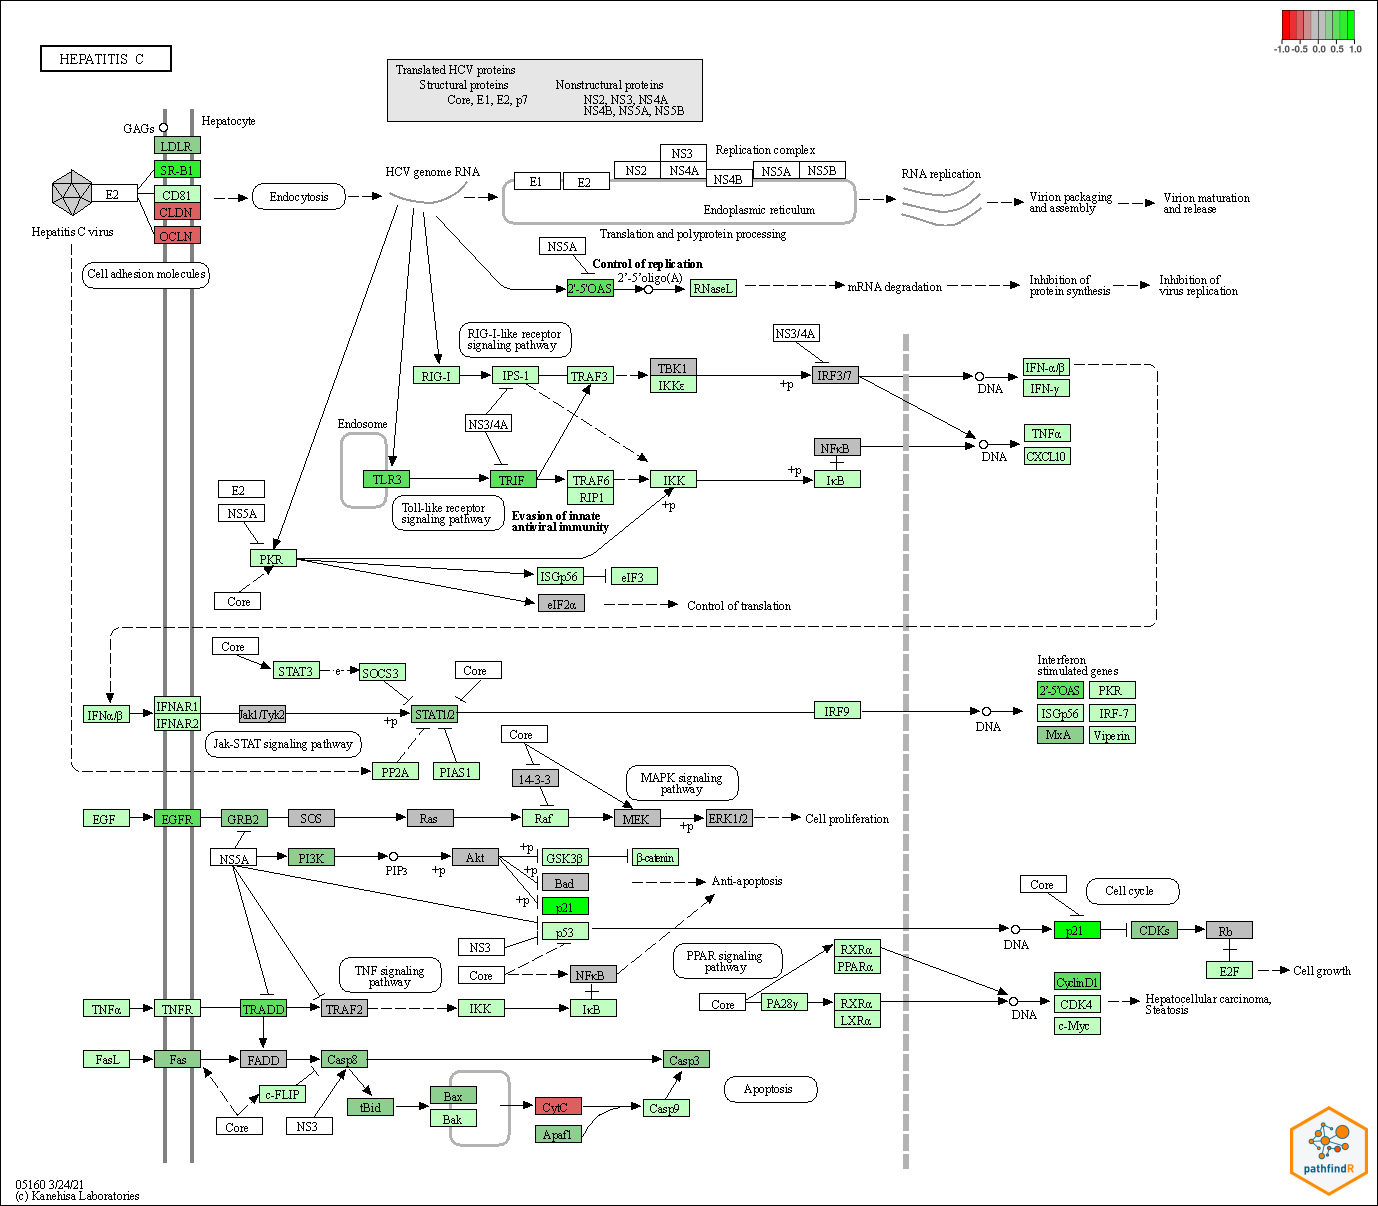 HEPATITIS C
-1.0 -0.5 0.0 0.5 1.0
Translated HCV proteins
Structural proteins
Nonstructural proteins
Core, E1, E2, p7
NS2, NS3, NS4A
NS4B, NS5A, NS5B
GAGs
Hepatocyte
LDLR
SR-B1
CD81
CLDN
OCLN
E2
Hepatitis C virus
Cell adhesion molecules
Endocytosis
HCV genome RNA
E1
E2
NS2
NS3
NS4A
NS4B
NS5A
NS5B
Replication complex
Endoplasmic reticulum
Translation and polyprotein processing
RNA replication
Virion packaging
and assembly
Virion maturation
and release
NS5A
Control of replication
2'-5'OAS
2'-5'oligo(A)
RNaseL
mRNA degradation
Inhibition of
protein synthesis
Inhibition of
virus replication
RIG-I-like receptor
signaling pathway
NS3/4A
RIG-I
IPS-1
TRAF3
TBK1
IKKε
+p
IRF3/7
DNA
IFN-α/β
IFN-γ
NS3/4A
Endosome
TLR3
TRIF
TRAF6
RIP1
IKK
+p
+p
NFκB
IκB
DNA
TNFα
CXCL10
Toll-like receptor
signaling pathway
Evasion of innate
antiviral immunity
E2
NS5A
PKR
Core
ISGp56
eIF3
eIF2α
Control of translation
Core
STAT3
e
SOCS3
Core
IFNα/β
IFNAR1
IFNAR2
Jak1/Tyk2
+p
STAT1/2
IRF9
DNA
Interferon
stimulated genes
2'-5'OAS
PKR
ISGp56
IRF-7
MxA
Viperin
Jak-STAT signaling pathway
PP2A
PIAS1
Core
14-3-3
MAPK signaling
pathway
EGF
EGFR
GRB2
SOS
Ras
Raf
MEK
+p
ERK1/2
Cell proliferation
NS5A
PI3K
PIP3
+p
Akt
+p
+p
+p
GSK3β
β-catenin
Bad
p21
p53
Anti-apoptosis
NS3
Core
NFκB
Core
Cell cycle
DNA
p21
CDKs
Rb
E2F
Cell growth
TNF signaling
pathway
PPAR signaling
pathway
TNFα
TNFR
TRADD
TRAF2
IKK
IκB
Core
PA28γ
RXRα
PPARα
RXRα
LXRα
DNA
CyclinD1
CDK4
c-Myc
Hepatocellular carcinoma,
Steatosis
FasL
Fas
FADD
Casp8
Casp3
c-FLIP
Core
NS3
tBid
Bax
Bak
CytC
Apaf1
Casp9
Apoptosis
pathfindR
05160 3/24/21
(c) Kanehisa Laboratories